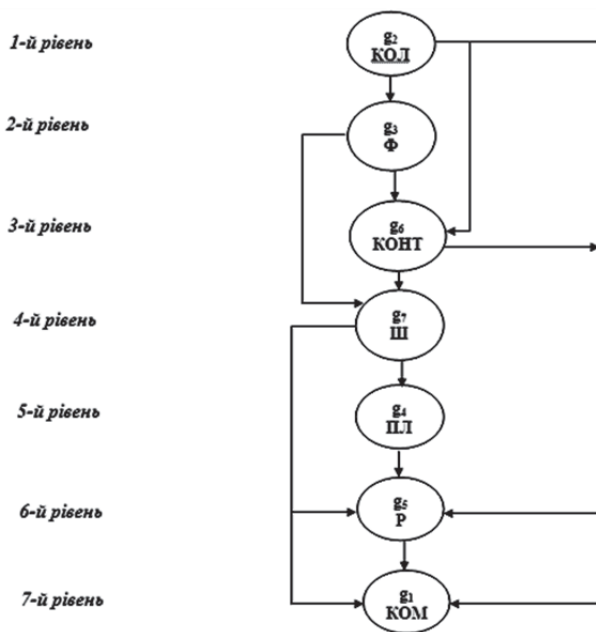 1-й рівень
g₂
КОЛ
2-й рівень
g₃
Ф
3-й рівень
g₆
КОНТ
4-й рівень
g₇
Ш
5-й рівень
g₄
ПЛ
6-й рівень
g₅
Р
7-й рівень
g₁
КОМ